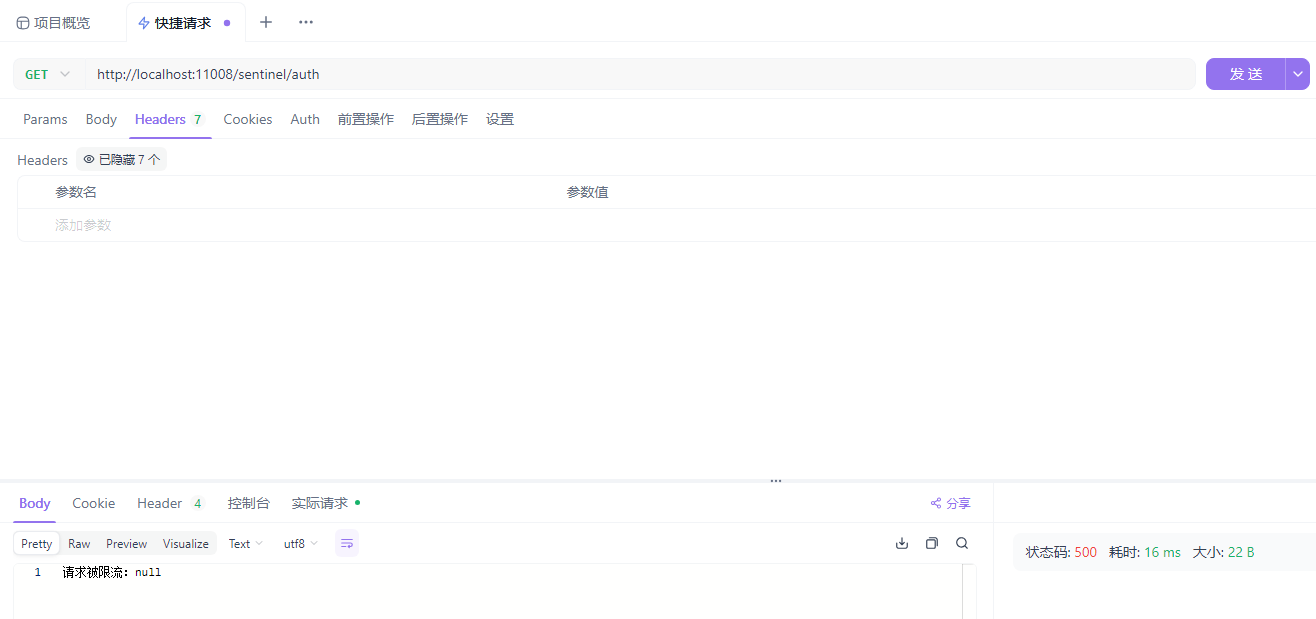 项目概览 快捷请求
GET http://localhost:11008/sentinel/auth 发 送
Params Body Headers 7 Cookies Auth 前置操作 后置操作 设置
Headers 已隐藏 7 个
参数名 参数值
添加参数
Body Cookie Header 4 控制台 实际请求 分享
Pretty Raw Preview Visualize Text utf8
状态码: 500 耗时: 16 ms 大小: 22 B
1 请求被限流：null